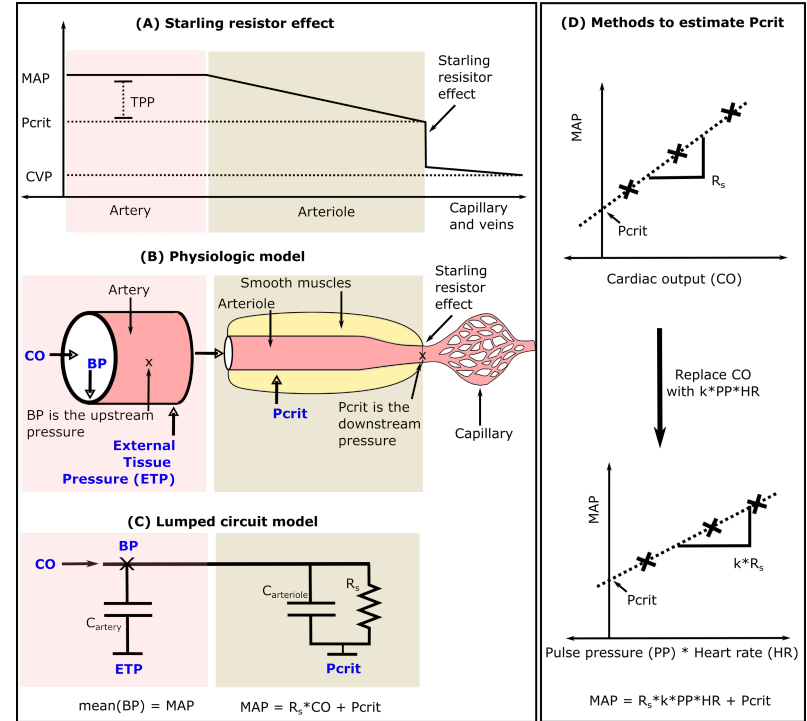 (A) Starling resistor effect
MAP
TPP
Pcrit
CVP
Starling
resisitor
effect
Artery
Arteriole
Capillary
and veins
(B) Physiologic model
Artery
Smooth muscles
Arteriole
Starling
resistor
effect
CO
BP
x
x
BP is the upstream
pressure
External
Tissue
Pressure (ETP)
Pcrit
Pcrit is the
downstream
pressure
Capillary
(C) Lumped circuit model
BP
CO
Cartery
ETP
Carteriole
Rs
Pcrit
mean(BP) = MAP
MAP = Rs*CO + Pcrit
(D) Methods to estimate Pcrit
MAP
Rs
Pcrit
Cardiac output (CO)
Replace CO
with k*PP*HR
MAP
k*Rs
Pcrit
Pulse pressure (PP) * Heart rate (HR)
MAP = Rs*k*PP*HR + Pcrit